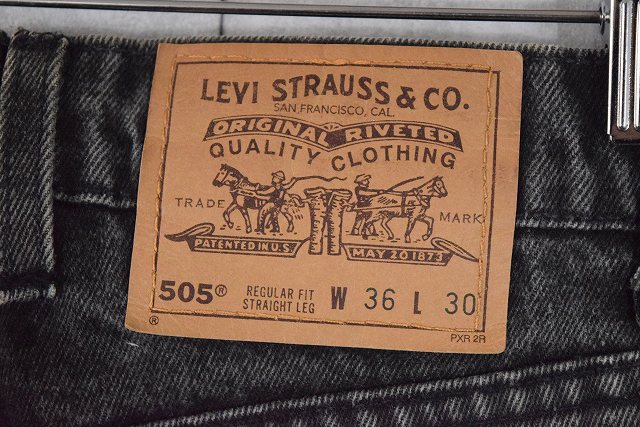 LEVI STRAUSS & CO.
SAN FRANCISCO, CAL.
ORIGINAL RIVETED
QUALITY CLOTHING
TRADE MARK
PATENTED IN U.S. MAY 20 1873
505® REGULAR FIT W 36 L 30
STRAIGHT LEG
® PXR 2R